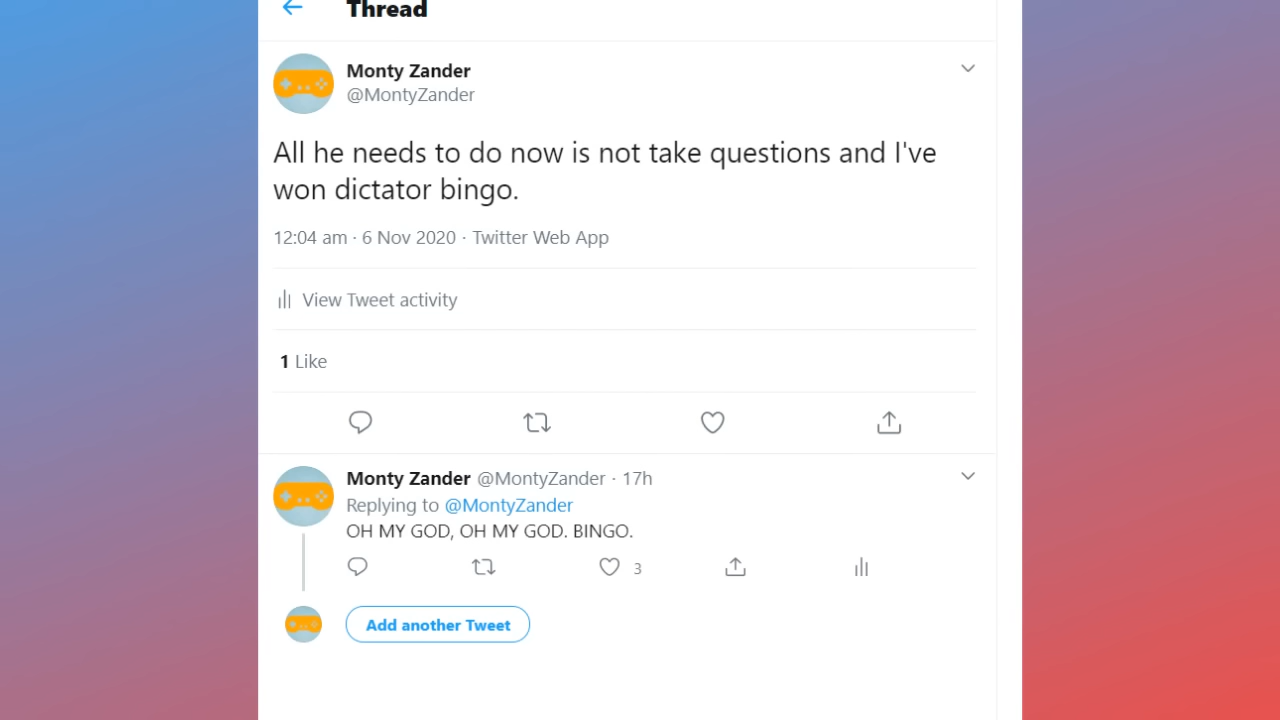 Thread
Monty Zander
@MontyZander
All he needs to do now is not take questions and I've
won dictator bingo.
12:04 am · 6 Nov 2020 · Twitter Web App
View Tweet activity
1 Like
Monty Zander @MontyZander · 17h
Replying to @MontyZander
OH MY GOD, OH MY GOD. BINGO.
3
Add another Tweet